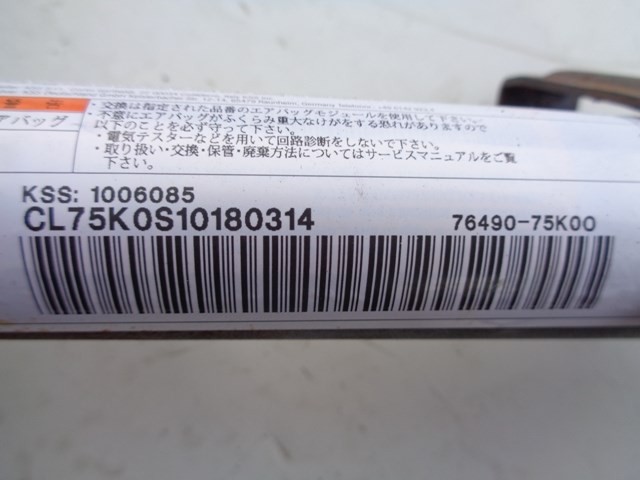 エアバッグ
・交換は指定された品番のエアバッグモジュールを使用して下さい。
・不意にエアバッグがふくらみ重大なけがをする恐れがありますので
以下のことを必ず守って下さい。
・電気テスターなどを用いて回路診断をしないで下さい。
・取り扱い・交換・保管・廃棄方法についてはサービスマニュアルをご覧
下さい。
KSS: 1006085
CL75K0S10180314
76490-75K00